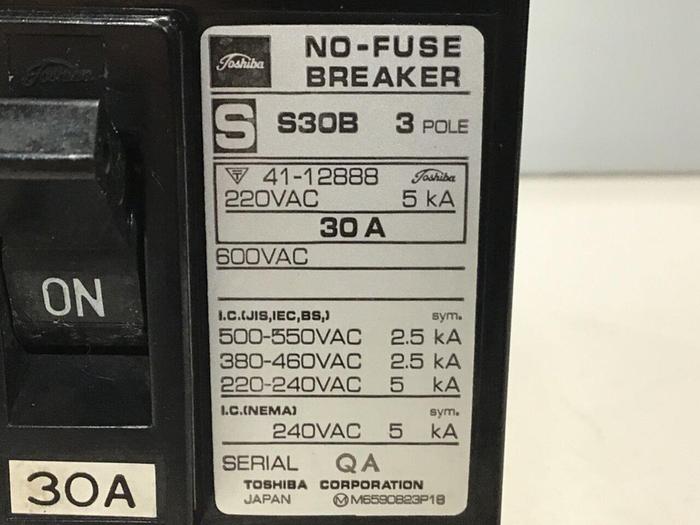 Toshiba
NO-FUSE
BREAKER
S S30B 3 POLE
41-12888 Toshiba
220VAC 5 kA
30 A
600VAC
I.C.(JIS,IEC,BS,) sym.
500-550VAC 2.5 kA
380-460VAC 2.5 kA
220-240VAC 5 kA
I.C.(NEMA) sym.
240VAC 5 kA
SERIAL QA
TOSHIBA CORPORATION
JAPAN M M6590823P18
Toshiba
ON
30A